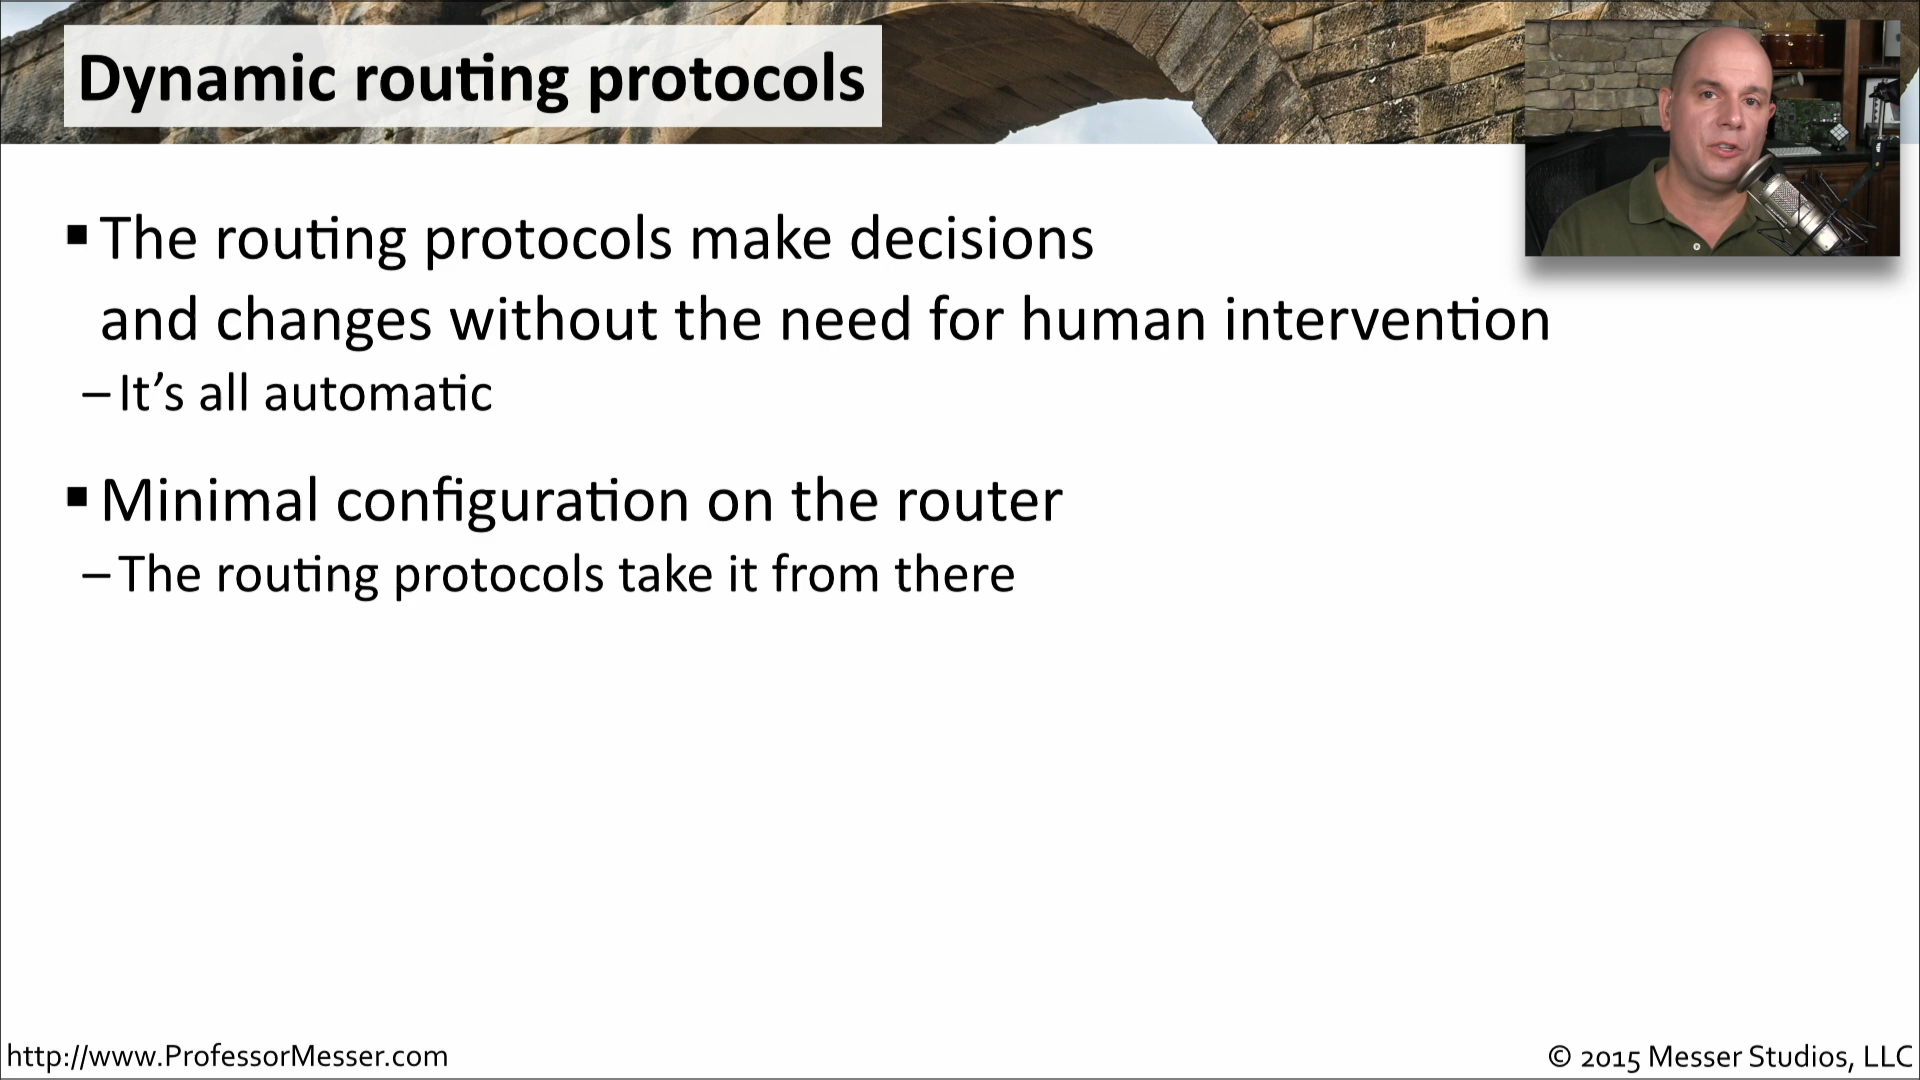 Dynamic routing protocols
▪ The routing protocols make decisions
and changes without the need for human intervention
– It’s all automatic
▪ Minimal configuration on the router
– The routing protocols take it from there
http://www.ProfessorMesser.com
© 2015 Messer Studios, LLC